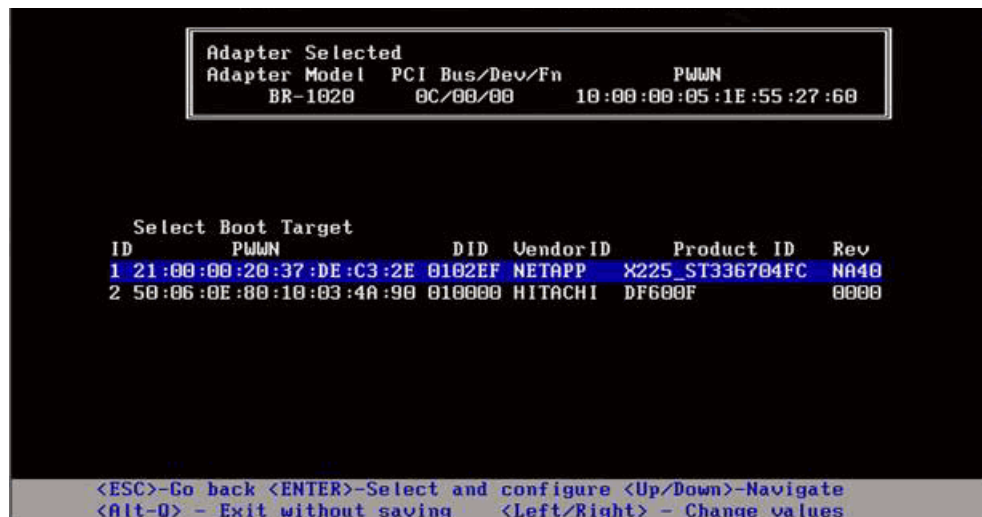 Adapter Selected
Adapter Model PCI Bus/Dev/Fn PWWN
BR-1020 0C/00/00 10:00:00:05:1E:55:27:60
Select Boot Target
ID PWWN DID VendorID Product ID Rev
1 21:00:00:20:37:DE:C3:2E 0102EF NETAPP X225_ST336704FC NA40
2 50:06:0E:80:10:03:4A:90 010000 HITACHI DF600F 0000
<ESC>-Go back <ENTER>-Select and configure <Up/Down>-Navigate
<Alt-Q> - Exit without saving <Left/Right> - Change values